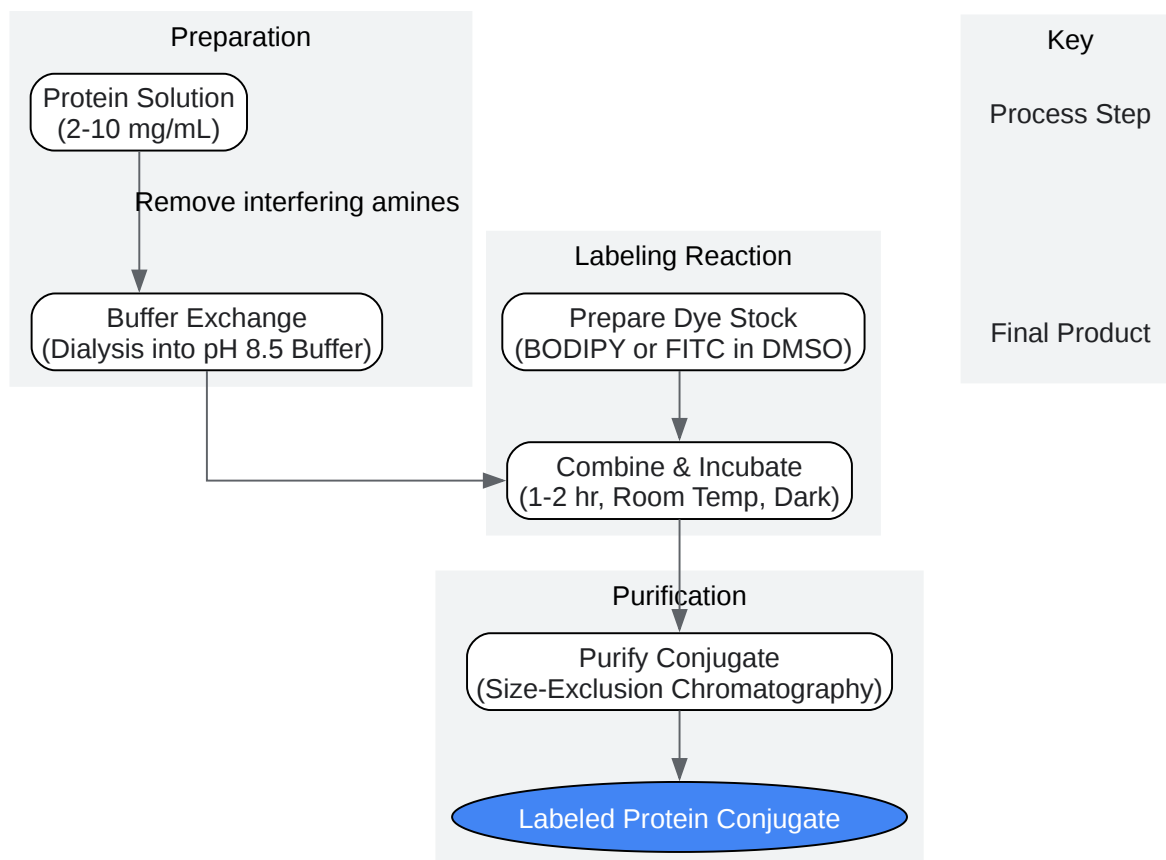 Preparation
Protein Solution
(2-10 mg/mL)
Remove interfering amines
Buffer Exchange
(Dialysis into pH 8.5 Buffer)
Labeling Reaction
Prepare Dye Stock
(BODIPY or FITC in DMSO)
Combine & Incubate
(1-2 hr, Room Temp, Dark)
Purification
Purify Conjugate
(Size-Exclusion Chromatography)
Labeled Protein Conjugate
Key
Process Step
Final Product